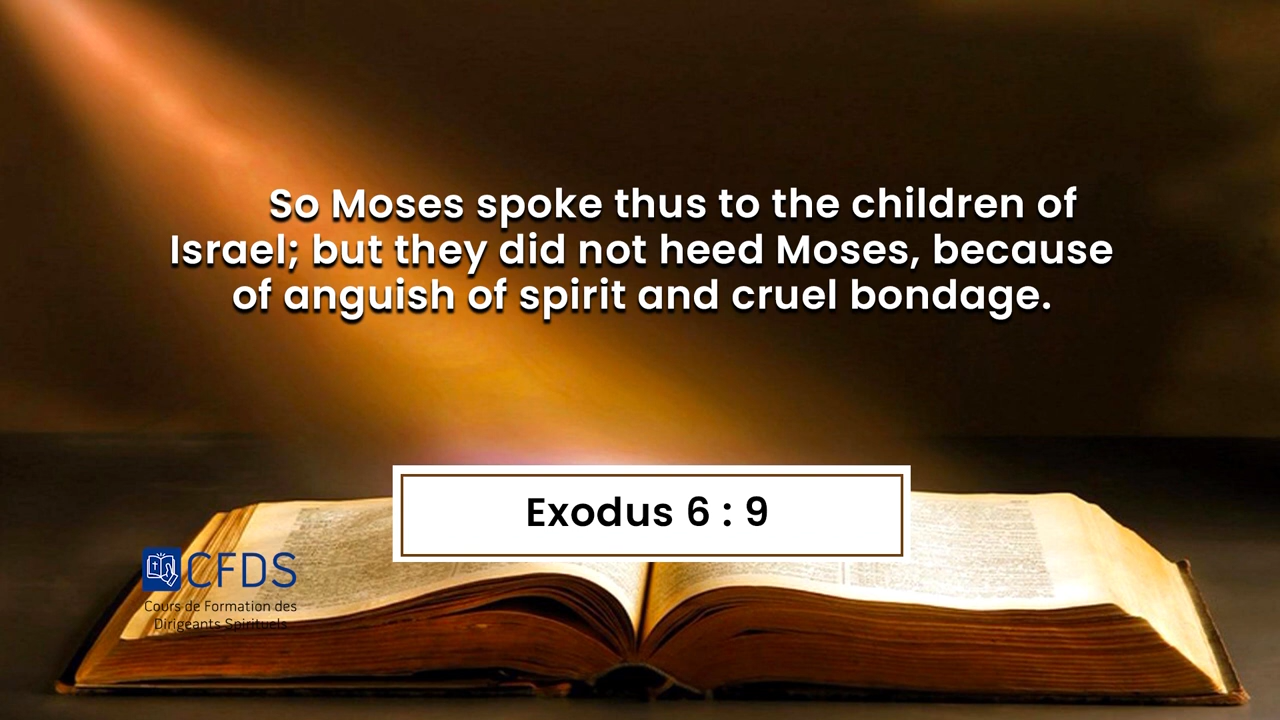 So Moses spoke thus to the children of
Israel; but they did not heed Moses, because
of anguish of spirit and cruel bondage.
Exodus 6 : 9
CFDS
Cours de Formation des
Dirigeants Spirituels